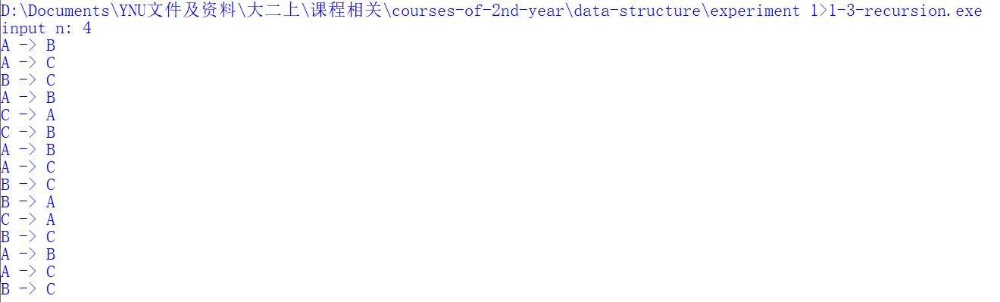 D:\Documents\YNU文件及资料\大二上\课程相关\courses-of-2nd-year\data-structure\experiment 1>1-3-recursion.exe
input n: 4
A -> B
A -> C
B -> C
A -> B
C -> A
C -> B
A -> B
A -> C
B -> C
B -> A
C -> A
B -> C
A -> B
A -> C
B -> C